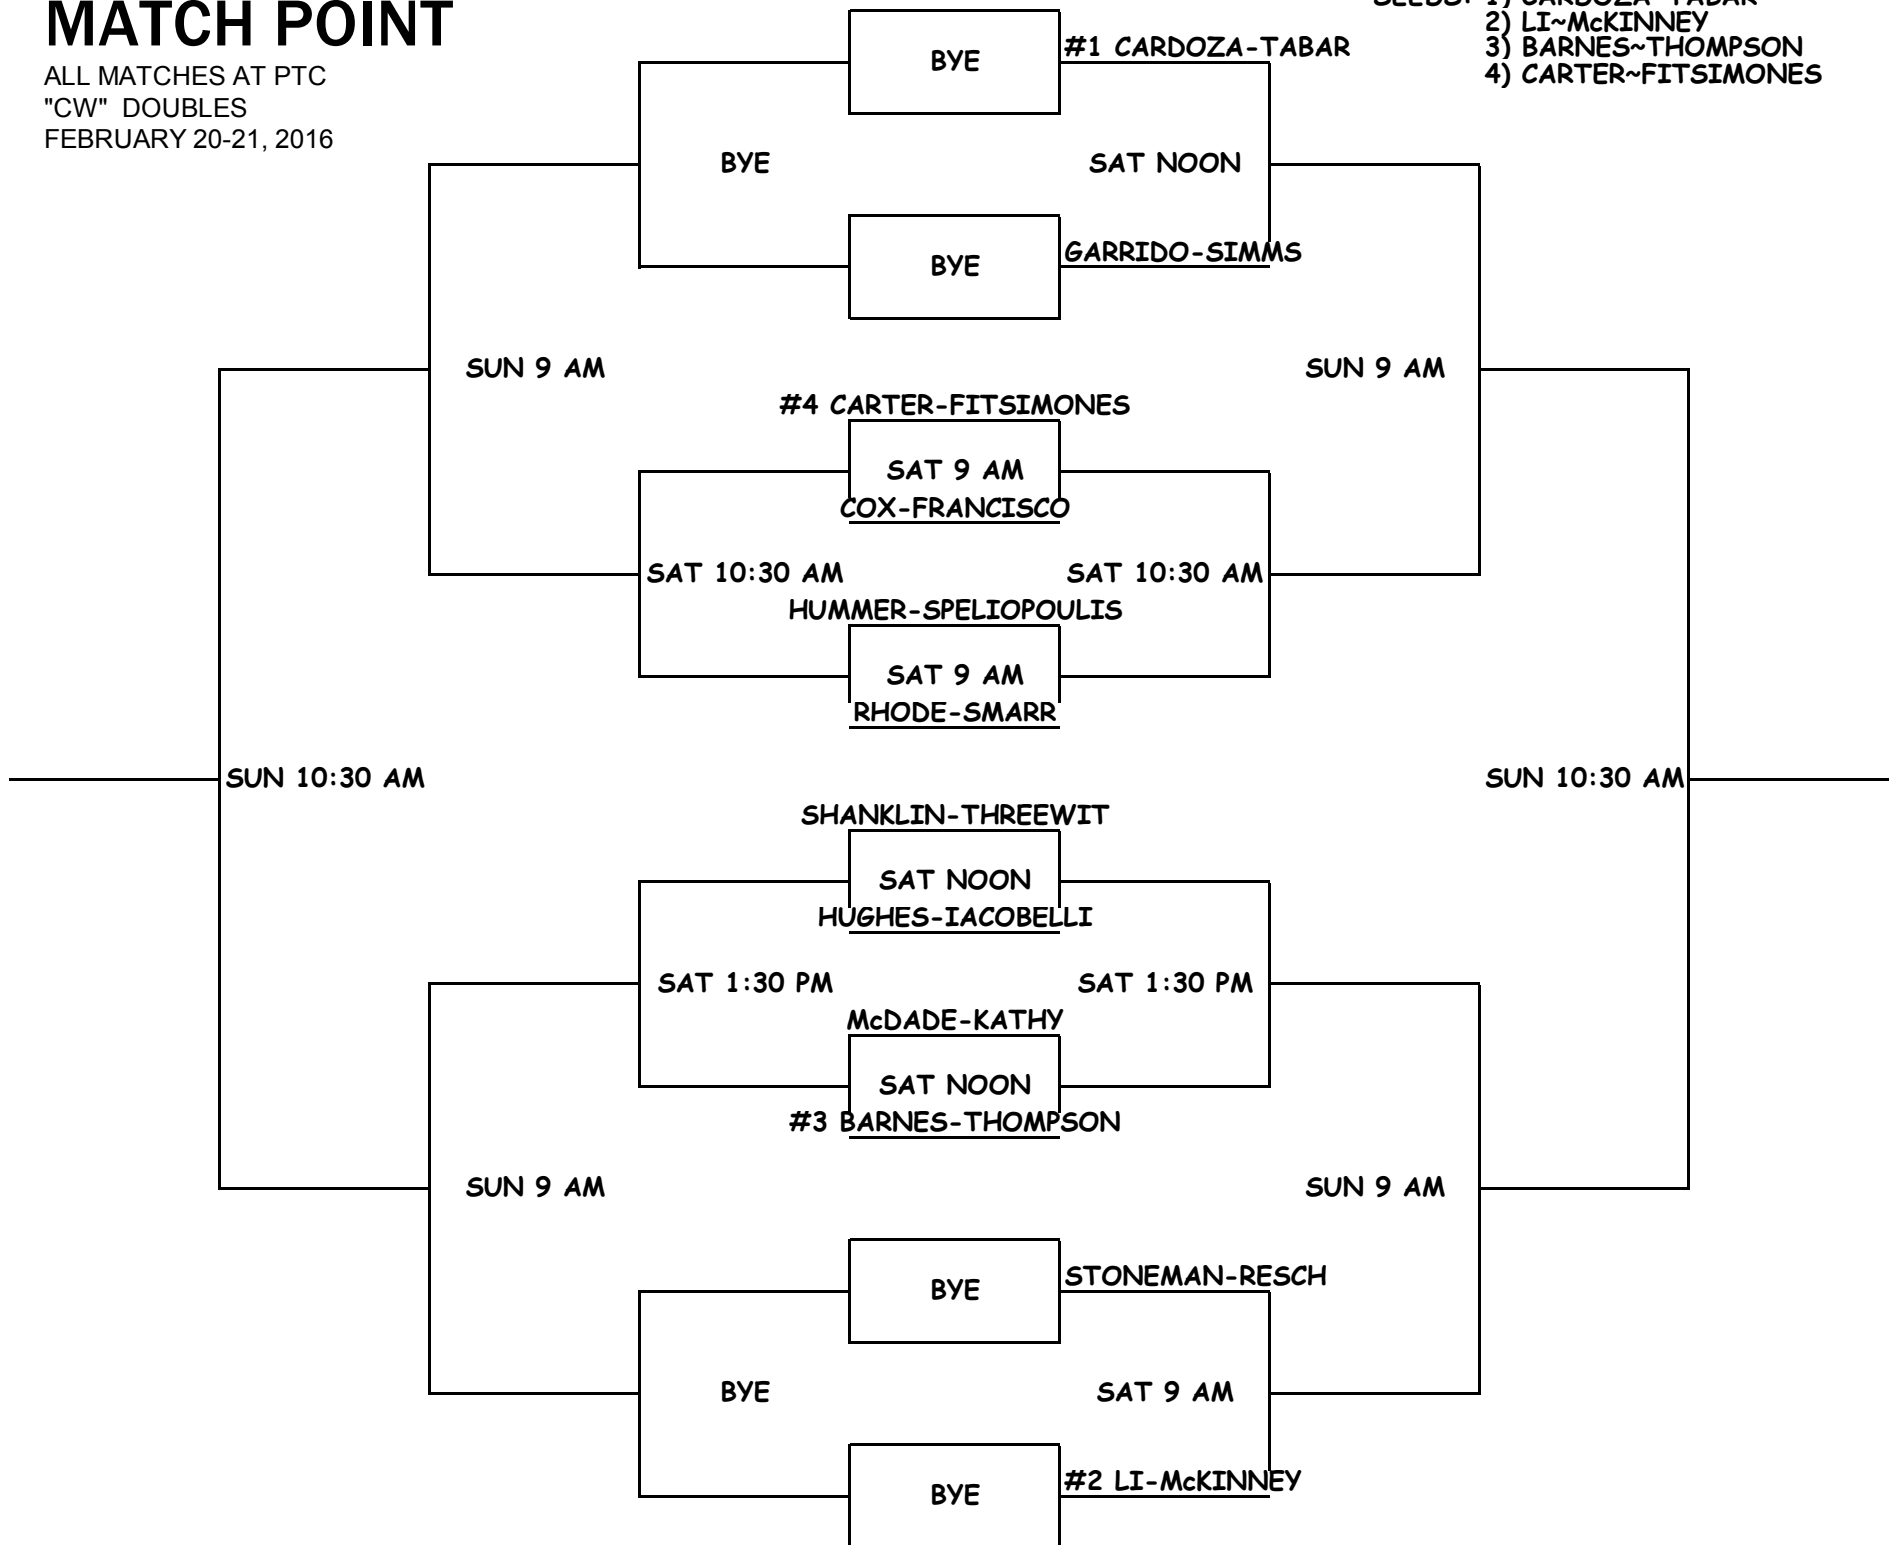 MATCH POINT
SEEDS: 1) CARDOZA~TABAR
2) LI~McKINNEY
3) BARNES~THOMPSON
4) CARTER~FITSIMONES
ALL MATCHES AT PTC
"CW" DOUBLES
FEBRUARY 20-21, 2016
BYE #1 CARDOZA-TABAR
BYE SAT NOON
BYE GARRIDO-SIMMS
SUN 9 AM SUN 9 AM
#4 CARTER-FITSIMONES
SAT 9 AM
COX-FRANCISCO
SAT 10:30 AM SAT 10:30 AM
HUMMER-SPELIOPOULIS
SAT 9 AM
RHODE-SMARR
SUN 10:30 AM SUN 10:30 AM
SHANKLIN-THREEWIT
SAT NOON
HUGHES-IACOBELLI
SAT 1:30 PM SAT 1:30 PM
McDADE-KATHY
SAT NOON
#3 BARNES-THOMPSON
SUN 9 AM SUN 9 AM
BYE STONEMAN-RESCH
BYE SAT 9 AM
BYE #2 LI-McKINNEY